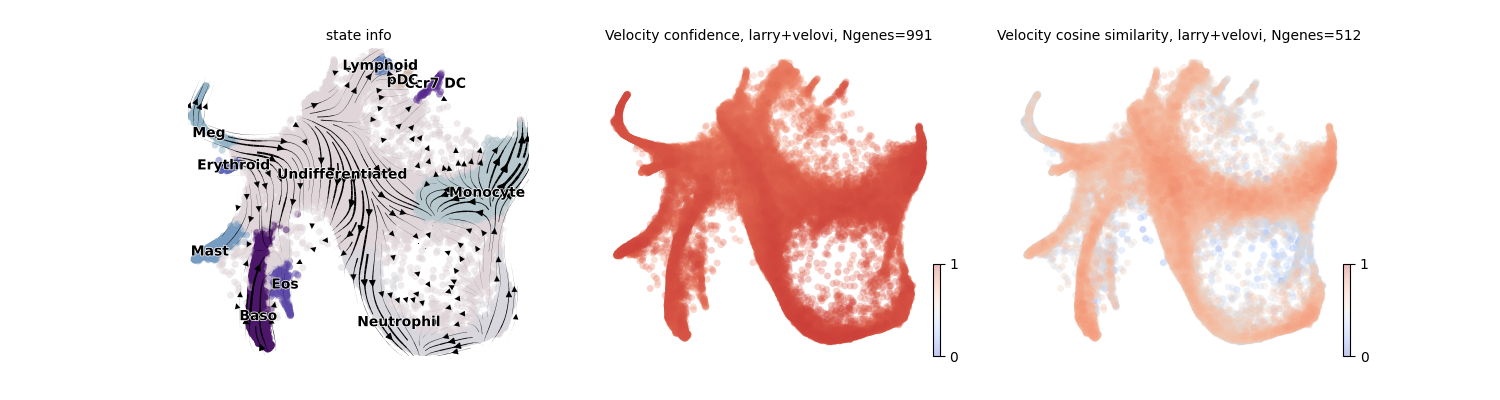 state info
Velocity confidence, larry+velovi, Ngenes=991
Velocity cosine similarity, larry+velovi, Ngenes=512
Lymphoid
pDC
Ccr7 DC
Meg
Erythroid
Undifferentiated
Monocyte
Mast
Eos
Baso
Neutrophil
1
0
1
0